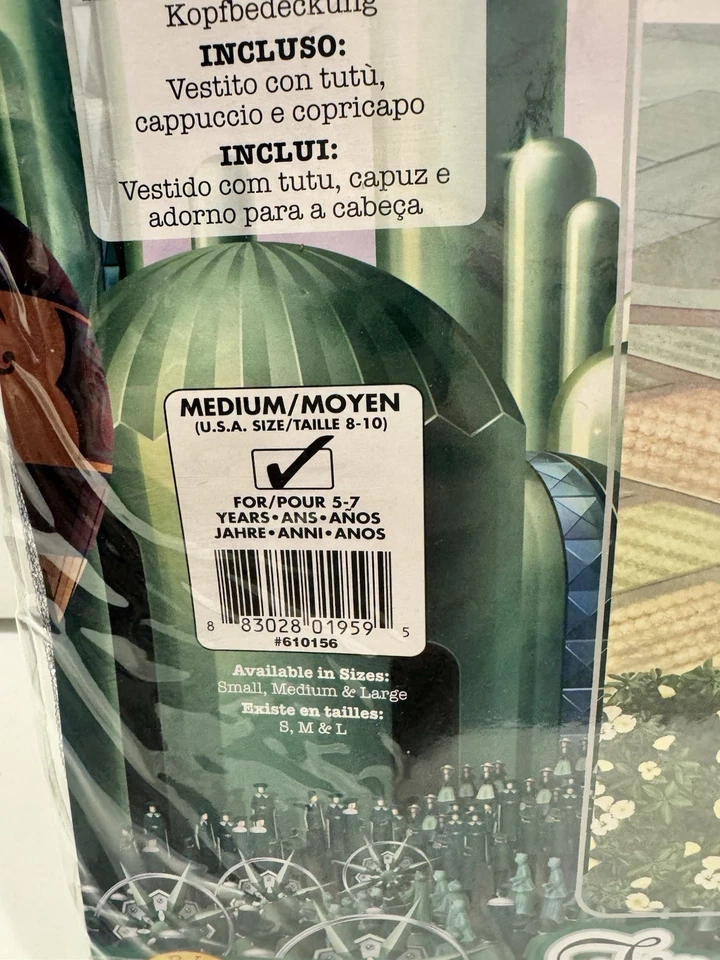 Kopfbedeckung
INCLUSO:
Vestito con tutù,
cappuccio e copricapo
INCLUI:
Vestido com tutu, capuz e
adorno para a cabeça
MEDIUM/MOYEN
(U.S.A. SIZE/TAILLE 8-10)
FOR/POUR 5-7
YEARS•ANS•AÑOS
JAHRE•ANNI•ANOS
8 83028 01959 5
#610156
Available in Sizes:
Small, Medium & Large
Existe en tailles:
S, M & L